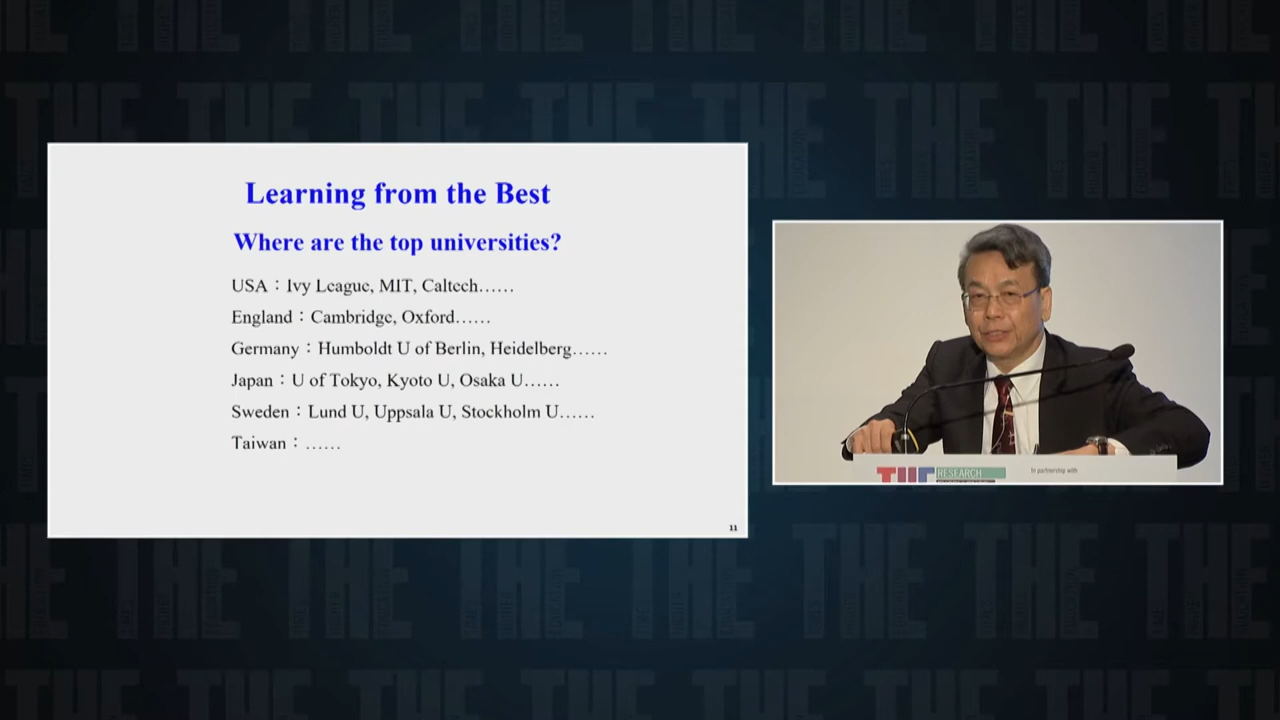 Learning from the Best
Where are the top universities?
USA：Ivy League, MIT, Caltech……
England：Cambridge, Oxford……
Germany：Humboldt U of Berlin, Heidelberg……
Japan：U of Tokyo, Kyoto U, Osaka U……
Sweden：Lund U, Uppsala U, Stockholm U……
Taiwan：……
11
THE RESEARCH
In partnership with